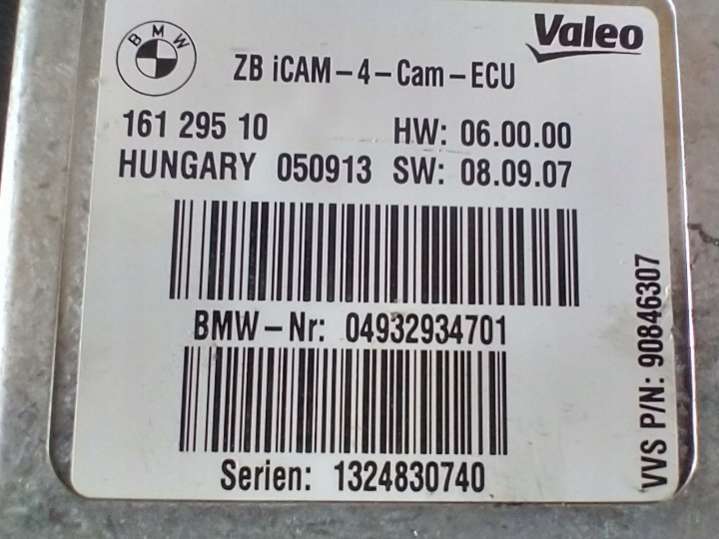 BMW
Valeo
ZB iCAM-4-Cam-ECU
161 295 10 HW: 06.00.00
HUNGARY 050913 SW: 08.09.07
BMW-Nr: 04932934701
Serien: 1324830740
VVS P/N: 90846307